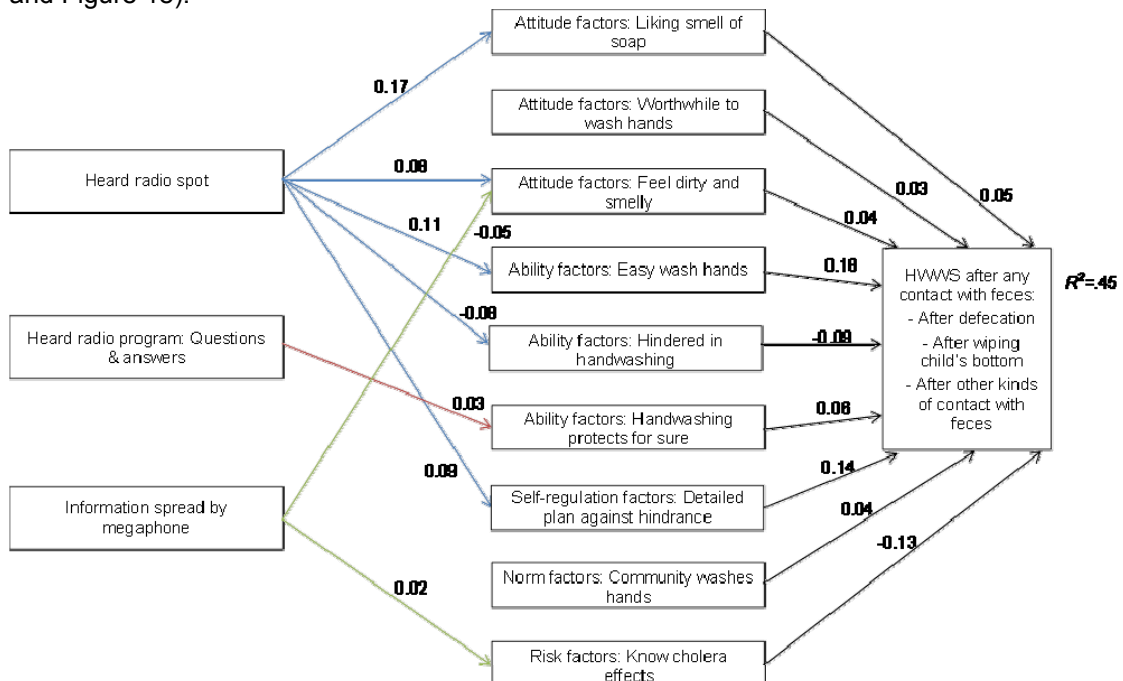 and Figure 15).
Attitude factors: Liking smell of
soap
0.17
Attitude factors: Worthwhile to
wash hands
Heard radio spot
0.08
Attitude factors: Feel dirty and
smelly
0.03
0.05
0.04
0.11
-0.05
Ability factors: Easy wash hands
0.18
HWWS after any
contact with feces:
- After defecation
- After wiping
child's bottom
- After other kinds
of contact with
feces
R²=.45
-0.08
Heard radio program: Questions
& answers
Ability factors: Hindered in
handwashing
-0.09
0.03
Ability factors: Handwashing
protects for sure
0.06
0.09
Information spread by
megaphone
Self-regulation factors: Detailed
plan against hindrance
0.14
0.04
-0.13
Norm factors: Community washes
hands
0.02
Risk factors: Know cholera
effects